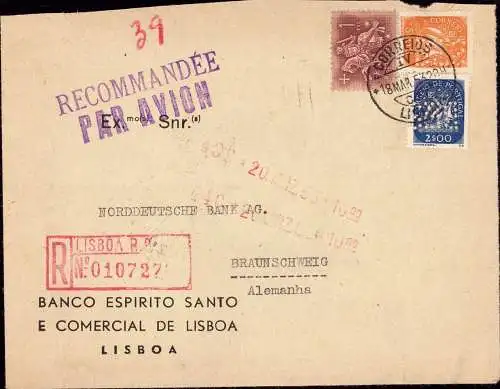 39
RECOMMANDÉE
PAR AVION
Ex.mos Snr.(s)
CORREIOS
18 MAR
2$00
NORDDEUTSCHE BANK AG.
LISBOA R.
R
Nº 010727
BRAUNSCHWEIG
Alemanha
BANCO ESPIRITO SANTO
E COMERCIAL DE LISBOA
LISBOA